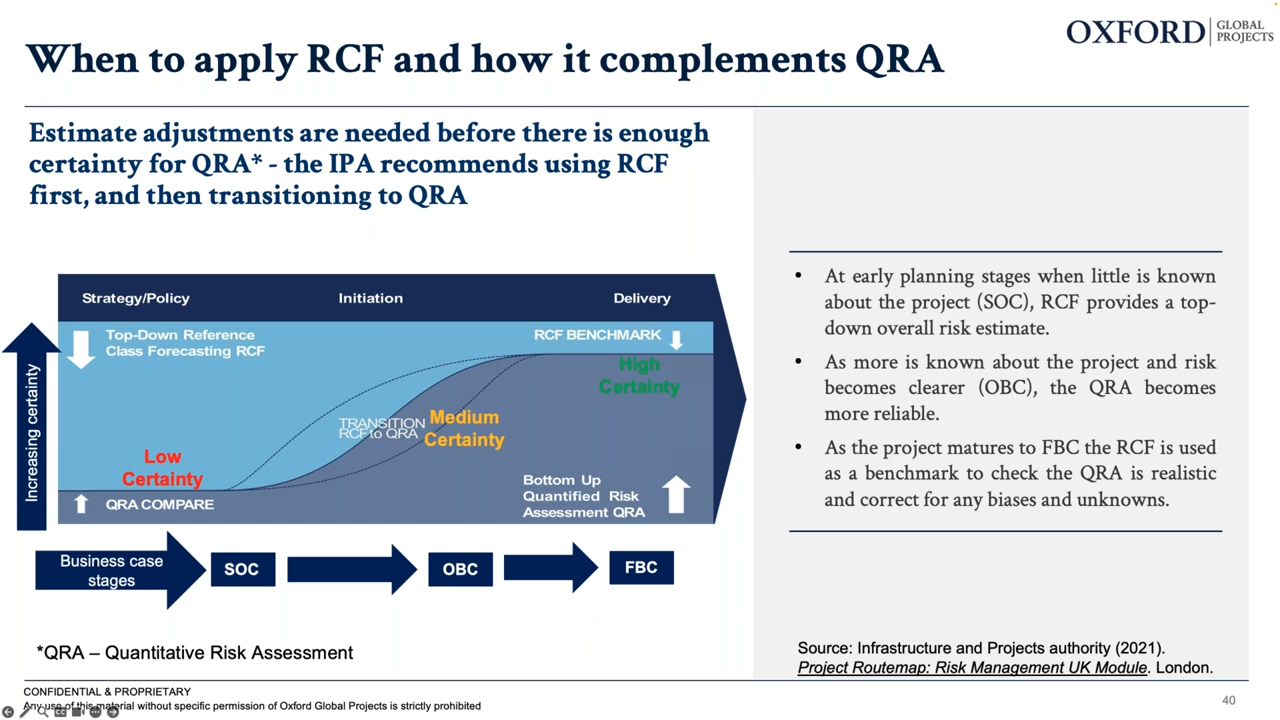 When to apply RCF and how it complements QRA
OXFORD
GLOBAL
PROJECTS
Estimate adjustments are needed before there is enough
certainty for QRA* - the IPA recommends using RCF
first, and then transitioning to QRA
Strategy/Policy
Initiation
Delivery
Top-Down Reference
Class Forecasting RCF
RCF BENCHMARK
High
Certainty
TRANSITION
RCF to QRA
Medium
Certainty
Low
Certainty
QRA COMPARE
Bottom Up
Quantified Risk
Assessment QRA
Increasing certainty
Business case
stages
SOC
OBC
FBC
*QRA – Quantitative Risk Assessment
• At early planning stages when little is known
about the project (SOC), RCF provides a top-
down overall risk estimate.
• As more is known about the project and risk
becomes clearer (OBC), the QRA becomes
more reliable.
• As the project matures to FBC the RCF is used
as a benchmark to check the QRA is realistic
and correct for any biases and unknowns.
Source: Infrastructure and Projects authority (2021).
Project Routemap: Risk Management UK Module. London.
CONFIDENTIAL & PROPRIETARY
Any use of this material without specific permission of Oxford Global Projects is strictly prohibited
40